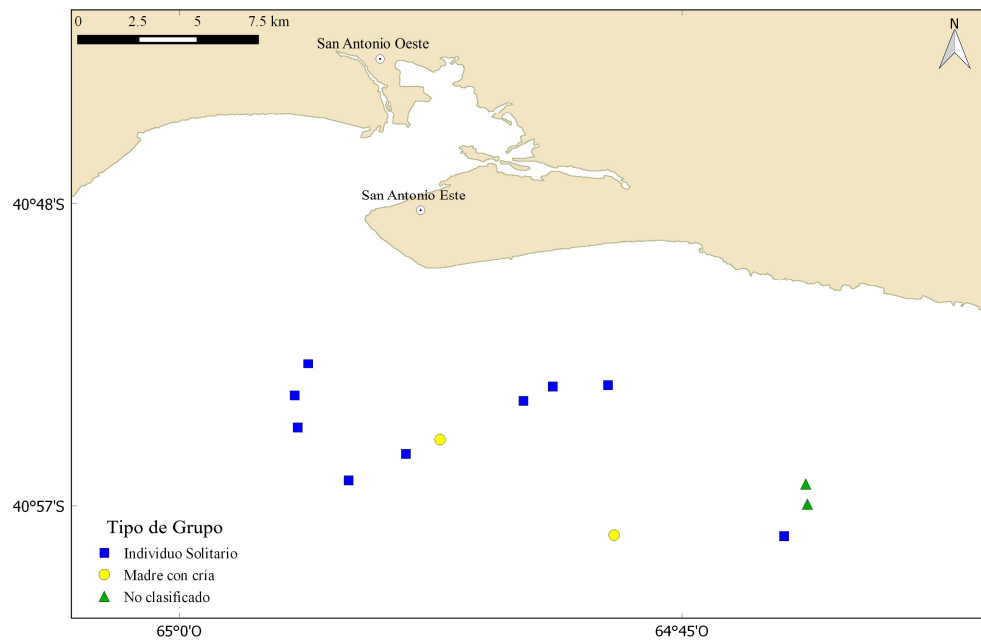 0 2.5 5 7.5 km
N
San Antonio Oeste
San Antonio Este
40°48'S
40°57'S
Tipo de Grupo
Individuo Solitario
Madre con cria
No clasificado
65°0'O 64°45'O